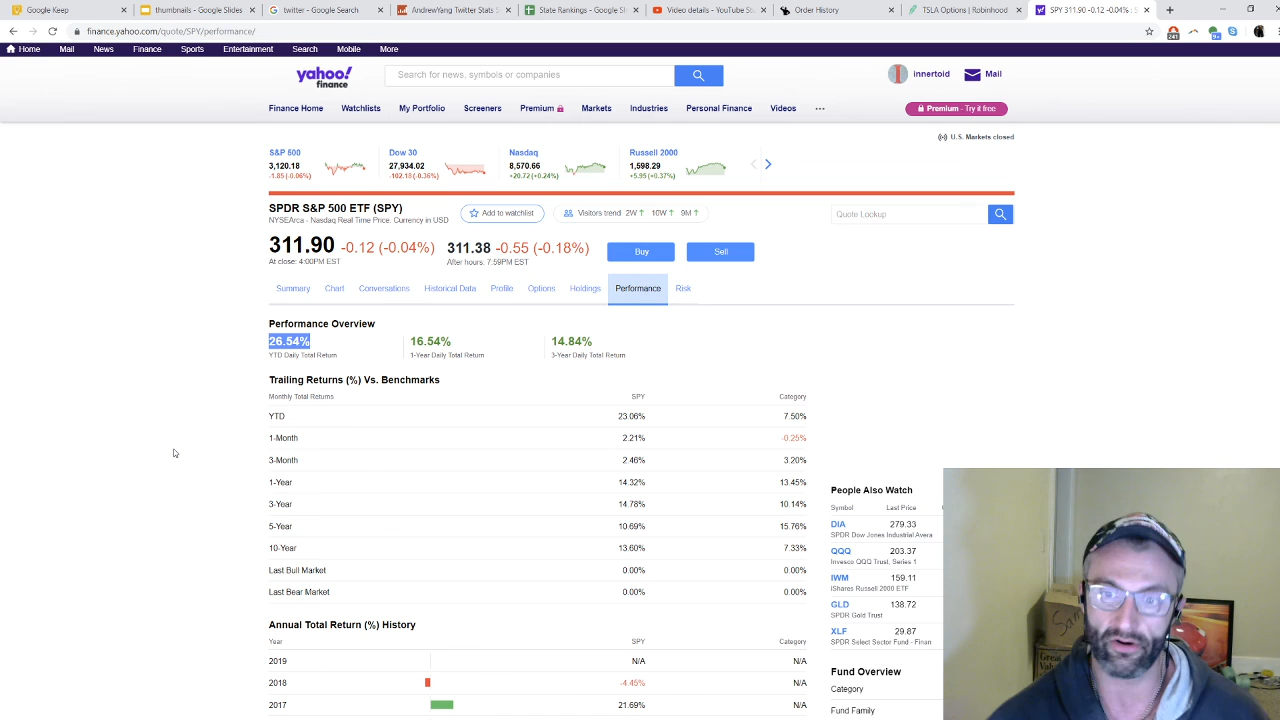 Google Keep
thumbnails - Google Slides
twitter - Google Search
AndrewYang Twitter Stats S
State Rankings - Google Sh
Video details - YouTube St
Order History
TSLA Options | Robinhood
SPY 311.90 -0.12 -0.04% : S
finance.yahoo.com/quote/SPY/performance/
241
9+
Home Mail News Finance Sports Entertainment Search Mobile More
yahoo! finance
Search for news, symbols or companies
innertoid
Mail
Finance Home Watchlists My Portfolio Screeners Premium Markets Industries Personal Finance Videos ...
Premium - Try it free
U.S. Markets closed
S&P 500 Dow 30 Nasdaq Russell 2000
3,120.18 27,934.02 8,570.66 1,598.29
-1.85 (-0.06%) -102.18 (-0.36%) +20.72 (+0.24%) +5.95 (+0.37%)
SPDR S&P 500 ETF (SPY)
NYSEArca - Nasdaq Real Time Price. Currency in USD
Add to watchlist
Visitors trend 2W↑ 10W↑ 9M↑
Quote Lookup
311.90 -0.12 (-0.04%) 311.38 -0.55 (-0.18%)
At close: 4:00PM EST After hours: 7:59PM EST
Buy
Sell
Summary Chart Conversations Historical Data Profile Options Holdings Performance Risk
Performance Overview
26.54% 16.54% 14.84%
YTD Daily Total Return 1-Year Daily Total Return 3-Year Daily Total Return
Trailing Returns (%) Vs. Benchmarks
Monthly Total Returns SPY Category
YTD 23.06% 7.50%
1-Month 2.21% -0.25%
3-Month 2.46% 3.20%
1-Year 14.32% 13.45%
3-Year 14.78% 10.14%
5-Year 10.69% 15.76%
10-Year 13.60% 7.33%
Last Bull Market 0.00% 0.00%
Last Bear Market 0.00% 0.00%
Annual Total Return (%) History
Year SPY Category
2019 N/A N/A
2018 -4.45% N/A
2017 21.69% N/A
People Also Watch
Symbol Last Price
DIA 279.33
SPDR Dow Jones Industrial Avera
QQQ 203.37
Invesco QQQ Trust, Series 1
IWM 159.11
iShares Russell 2000 ETF
GLD 138.72
SPDR Gold Trust
XLF 29.87
SPDR Select Sector Fund - Finan
Fund Overview
Category
Fund Family